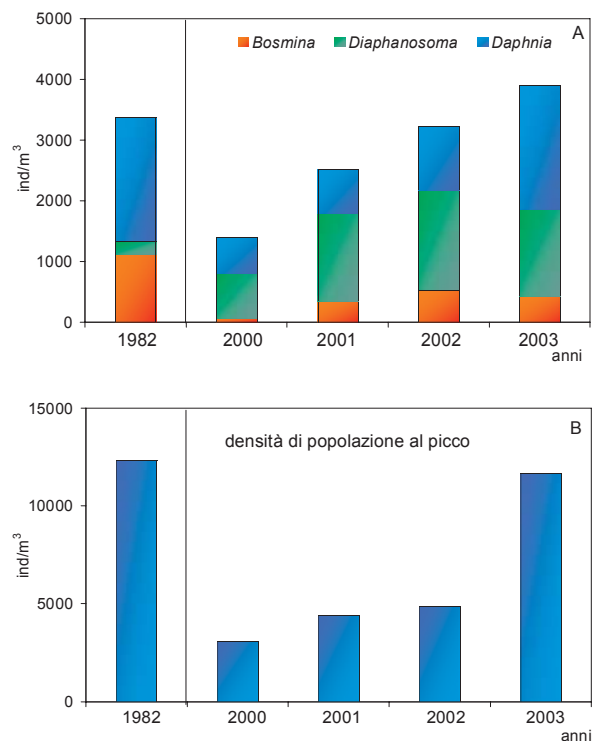 5000
A
Bosmina Diaphanosoma Daphnia
4000
3000
ind/m³
2000
1000
0
1982 2000 2001 2002 2003
anni
15000
B
densità di popolazione al picco
10000
ind/m³
5000
0
1982 2000 2001 2002 2003
anni